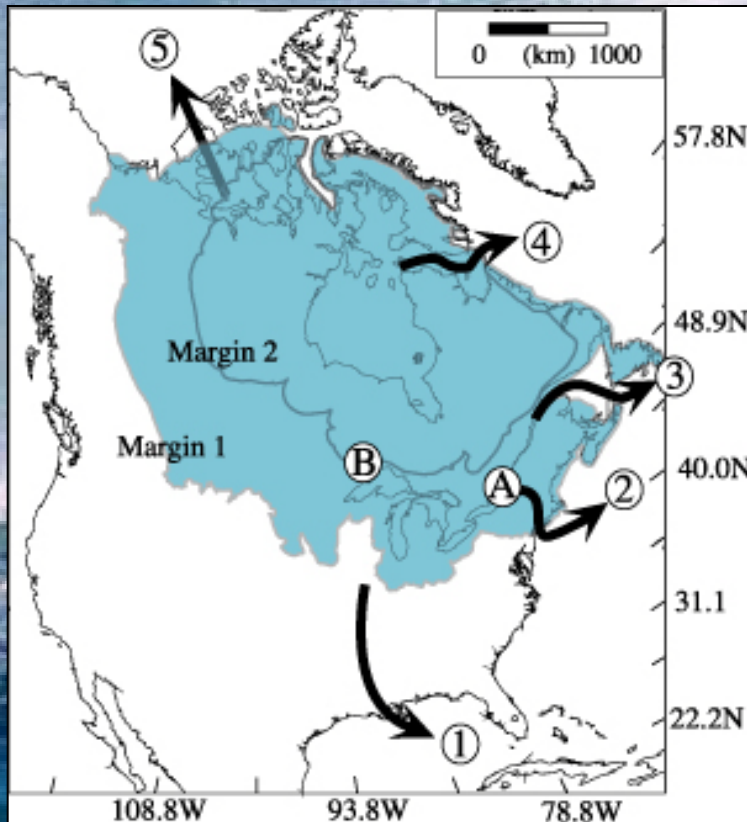 ⑤
0 (km) 1000
57.8N
④
48.9N
Margin 2
③
Margin 1
B
40.0N
A
②
31.1
22.2N
①
108.8W 93.8W 78.8W